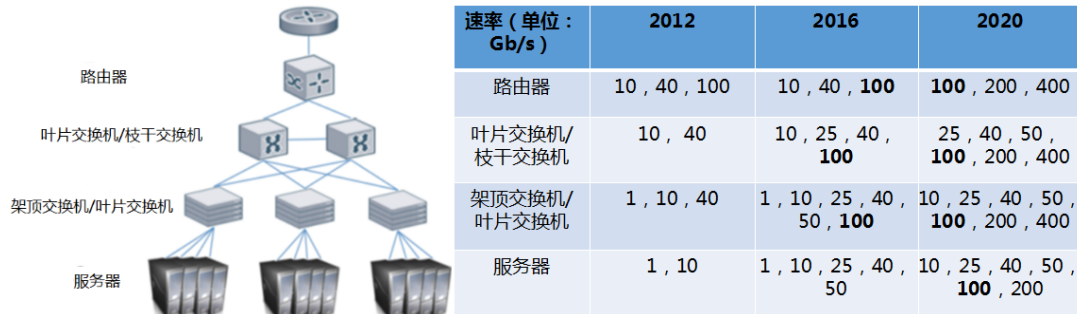 路由器
叶片交换机/枝干交换机
架顶交换机/叶片交换机
服务器
速率（单位：
Gb/s）
2012
2016
2020
路由器
10，40，100
10，40，100
100，200，400
叶片交换机/
枝干交换机
10，40
10，25，40，
100
25，40，50，
100，200，400
架顶交换机/
叶片交换机
1，10，40
1，10，25，40，
50，100
10，25，40，50，
100，200，400
服务器
1，10
1，10，25，40，
50
10，25，40，50，
100，200